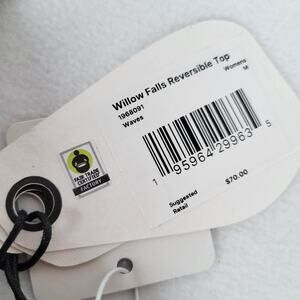 Willow Falls Reversible Top
1968091
Womens
Waves
M
1 95964 29963 5
Suggested
Retail
$70.00
FAIR TRADE
CERTIFIED
FACTORY